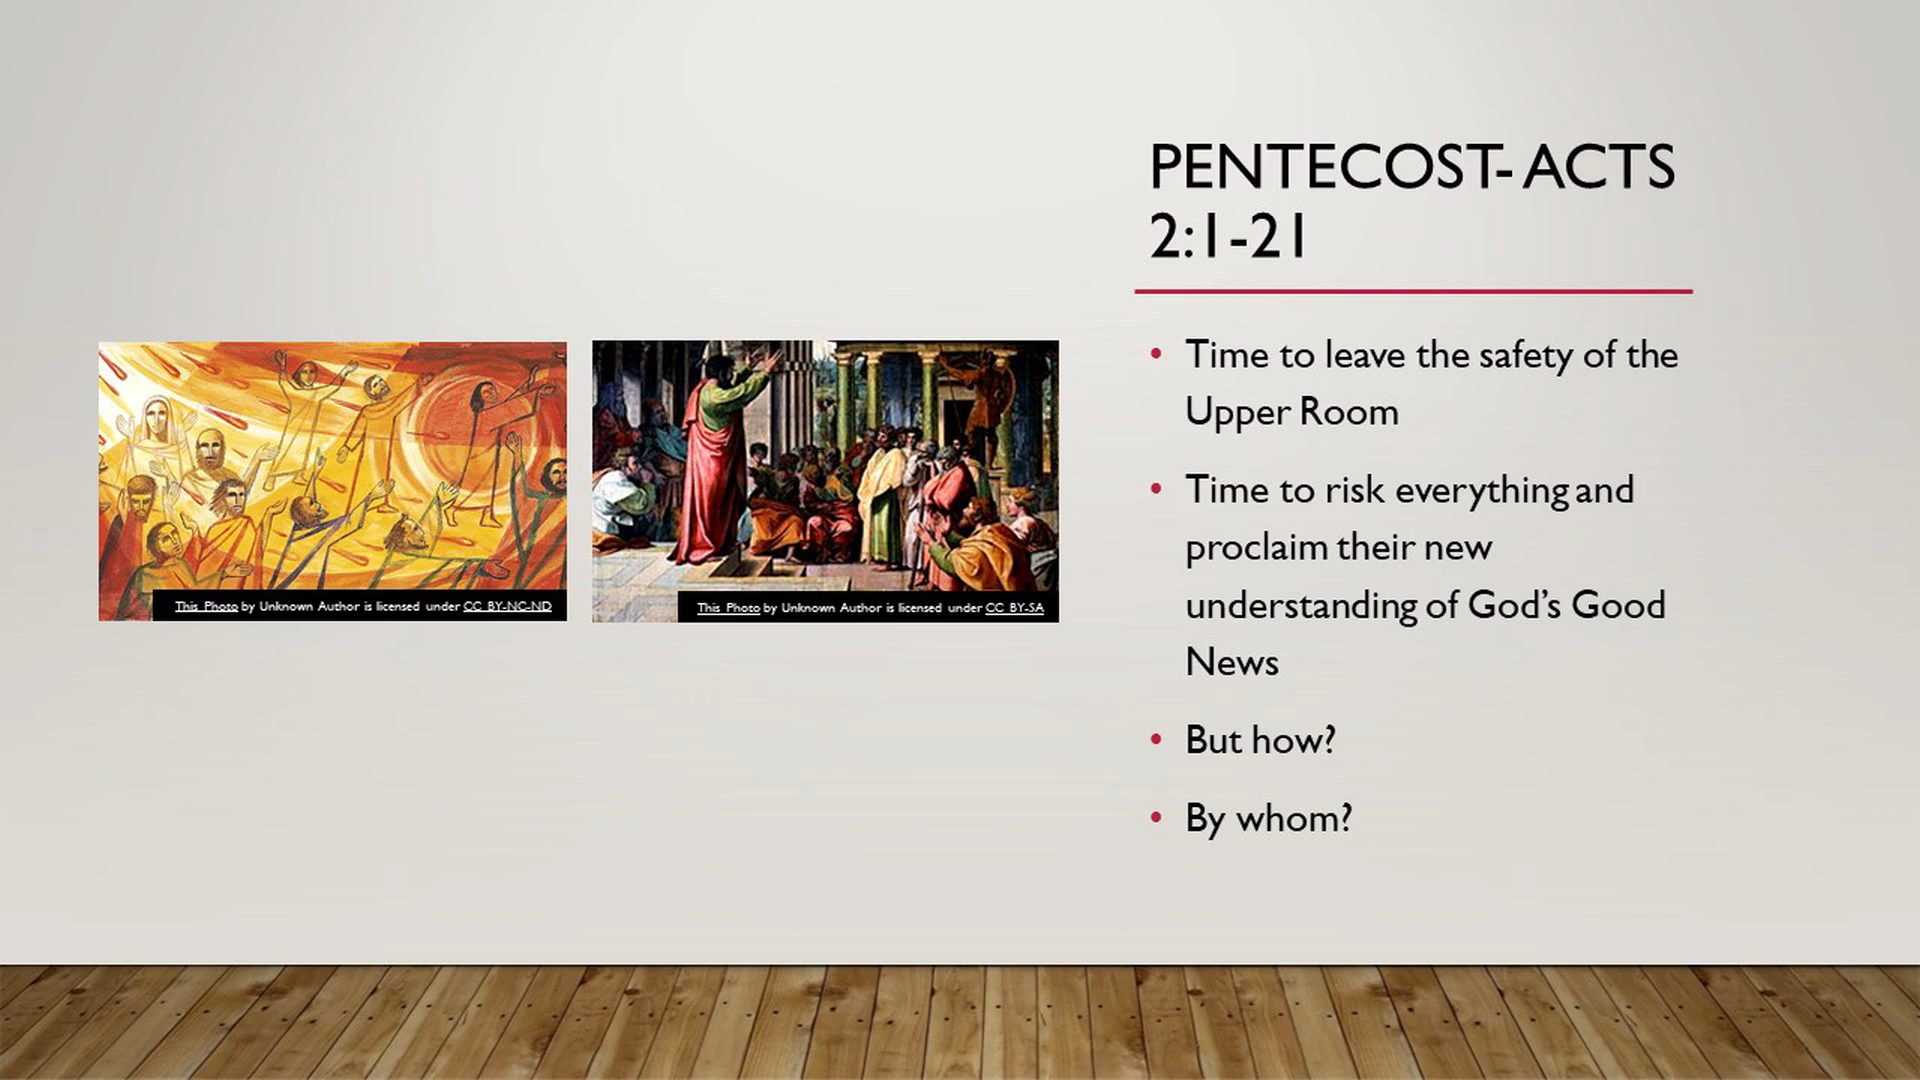 PENTECOST- ACTS
2:1-21
This Photo by Unknown Author is licensed under CC BY-NC-ND
This Photo by Unknown Author is licensed under CC BY-SA
• Time to leave the safety of the
Upper Room
• Time to risk everything and
proclaim their new
understanding of God’s Good
News
• But how?
• By whom?